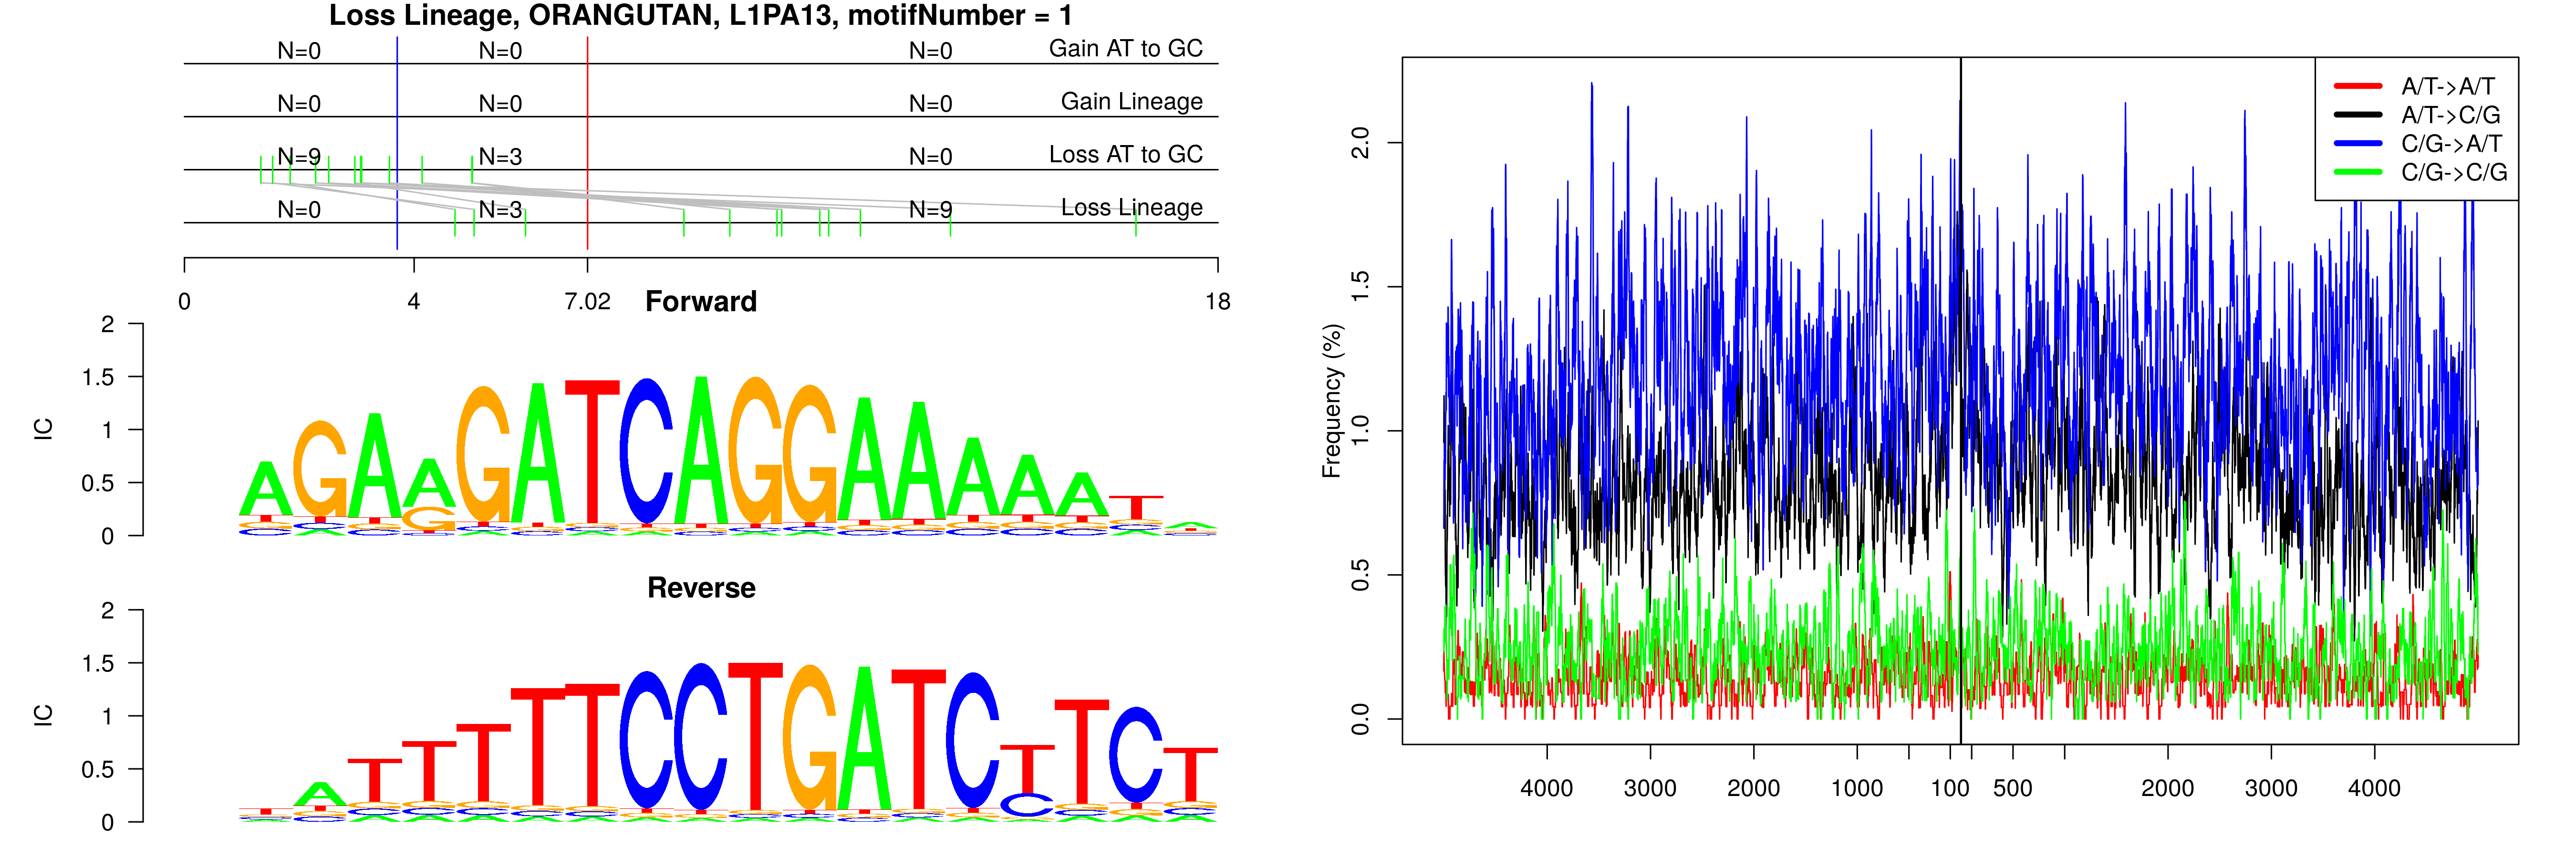 Loss Lineage, ORANGUTAN, L1PA13, motifNumber = 1
N=0 N=0 N=0 Gain AT to GC
N=0 N=0 N=0 Gain Lineage
N=9 N=3 N=0 Loss AT to GC
N=0 N=3 N=9 Loss Lineage
0 4 7.02 18
Forward
2
1.5
1
0.5
0
IC
AGAAGATCAGGAAAAATA
G
Reverse
2
1.5
1
0.5
0
IC
TATTTTTCCTGATCTTCT
C
A/T->A/T
A/T->C/G
C/G->A/T
C/G->C/G
Frequency (%)
2.0
1.5
1.0
0.5
0.0
4000 3000 2000 1000 100 500 2000 3000 4000